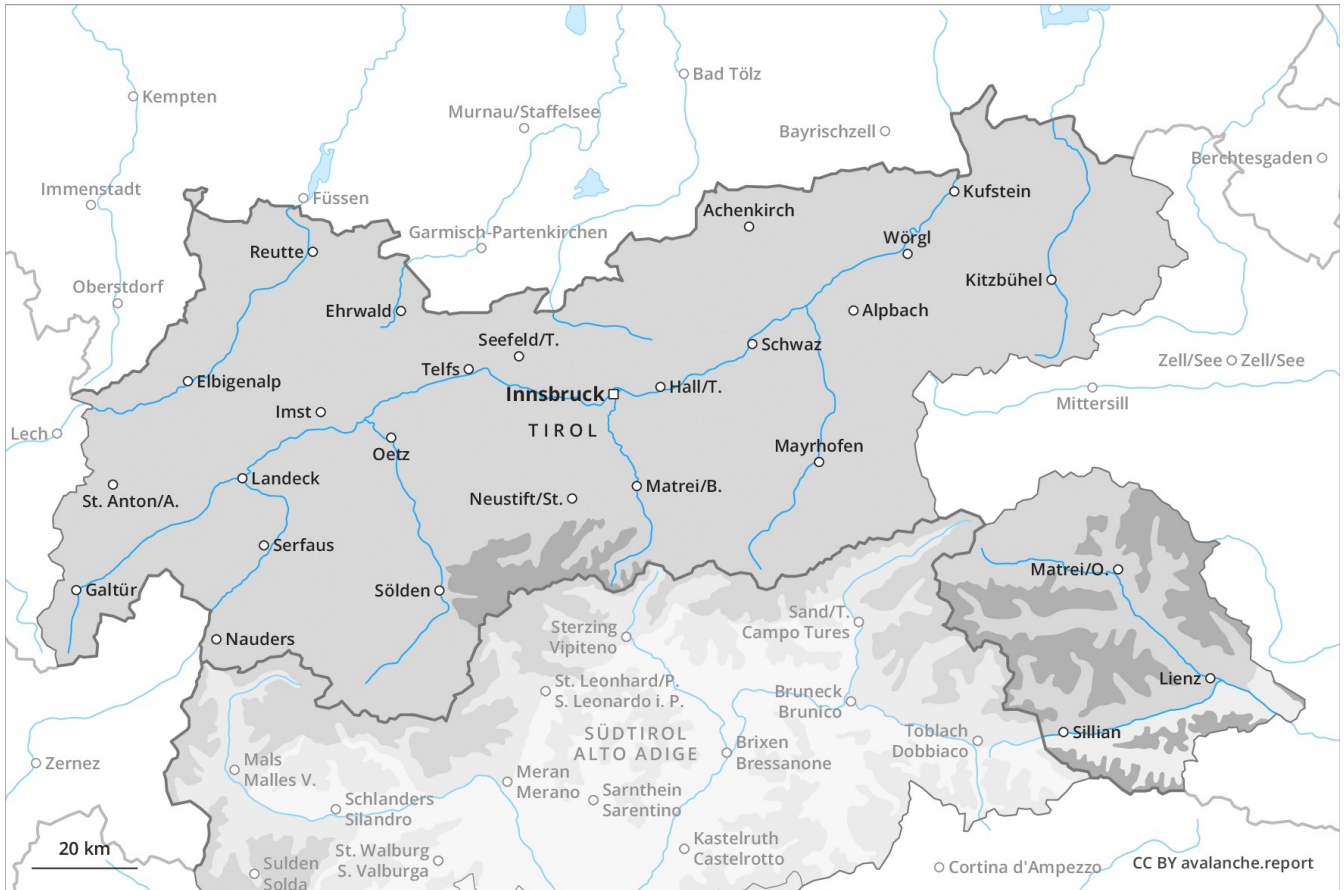 Bad Tölz
Kempten
Murnau/Staffelsee
Bayrischzell
Berchtesgaden
Immenstadt
Füssen
Kufstein
Achenkirch
Garmisch-Partenkirchen
Wörgl
Reutte
Kitzbühel
Oberstdorf
Ehrwald
Alpbach
Seefeld/T.
Schwaz
Zell/See
Zell/See
Telfs
Elbigenalp
Hall/T.
Innsbruck
Mittersill
Imst
Lech
TIROL
Oetz
Mayrhofen
Landeck
Matrei/B.
St. Anton/A.
Neustift/St.
Serfaus
Matrei/O.
Galtür
Sölden
Sand/T.
Campo Tures
Sterzing
Vipiteno
Nauders
St. Leonhard/P.
S. Leonardo i. P.
Lienz
Bruneck
Brunico
SÜDTIROL
ALTO ADIGE
Toblach
Dobbiaco
Sillian
Brixen
Bressanone
Zernez
Mals
Malles V.
Meran
Merano
Sarnthein
Sarentino
Schlanders
Silandro
Kastelruth
Castelrotto
20 km
St. Walburg
S. Valburga
Sulden
Solda
Cortina d'Ampezzo
CC BY avalanche.report